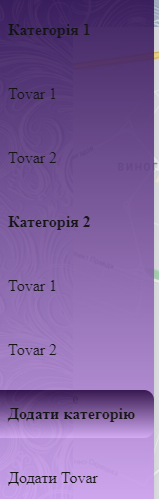 Категорія 1
Tovar 1
Tovar 2
Категорія 2
Tovar 1
Tovar 2
Додати категорію
Додати Tovar